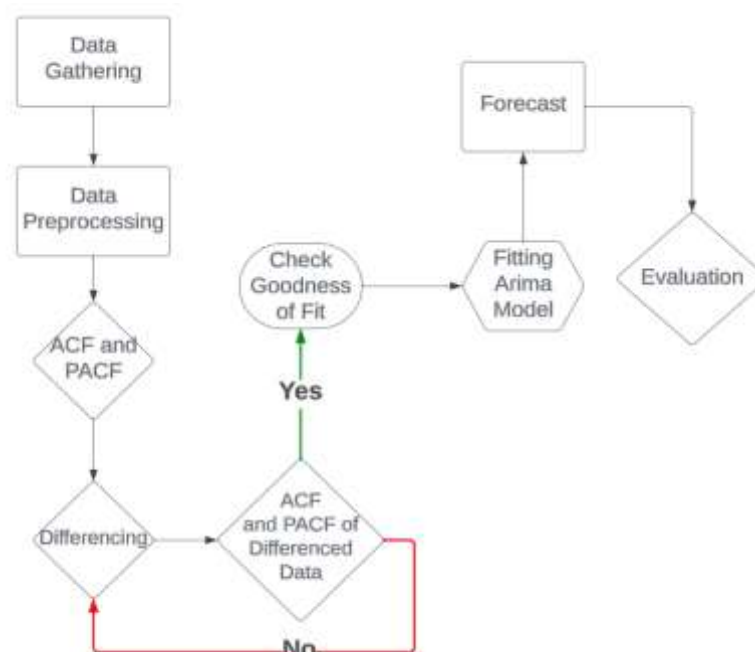 Data
Gathering
Data
Preprocessing
ACF and
PACF
Differencing
ACF
and PACF of
Differenced
Data
No
Yes
Check
Goodness
of Fit
Fitting
Arima
Model
Forecast
Evaluation